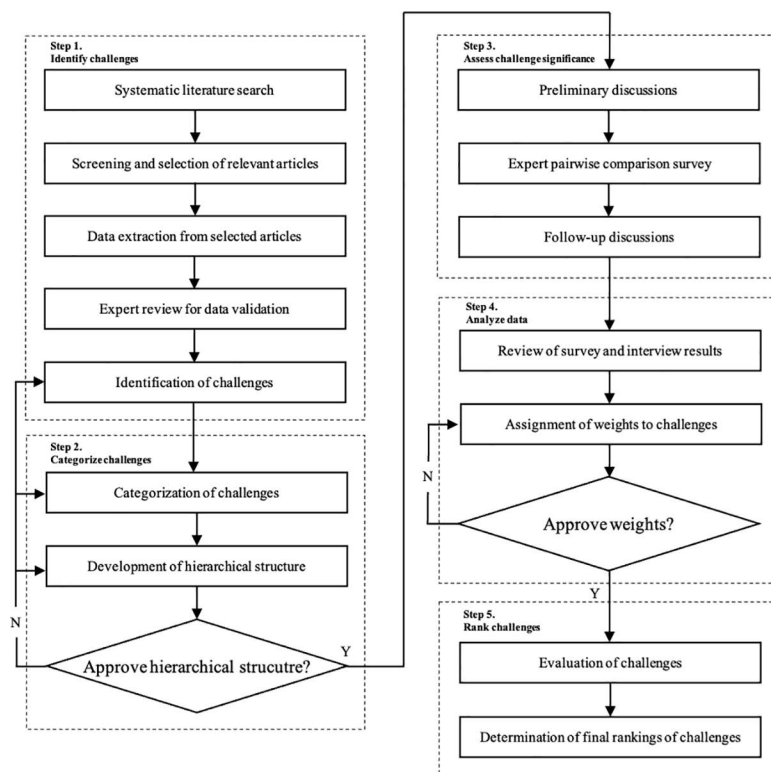 Step 1.
Identify challenges
Systematic literature search
Screening and selection of relevant articles
Data extraction from selected articles
Expert review for data validation
Identification of challenges
Step 2.
Categorize challenges
Categorization of challenges
Development of hierarchical structure
N
Approve hierarchical strucutre?
Y
Step 3.
Assess challenge significance
Preliminary discussions
Expert pairwise comparison survey
Follow-up discussions
Step 4.
Analyze data
Review of survey and interview results
Assignment of weights to challenges
N
Approve weights?
Y
Step 5.
Rank challenges
Evaluation of challenges
Determination of final rankings of challenges